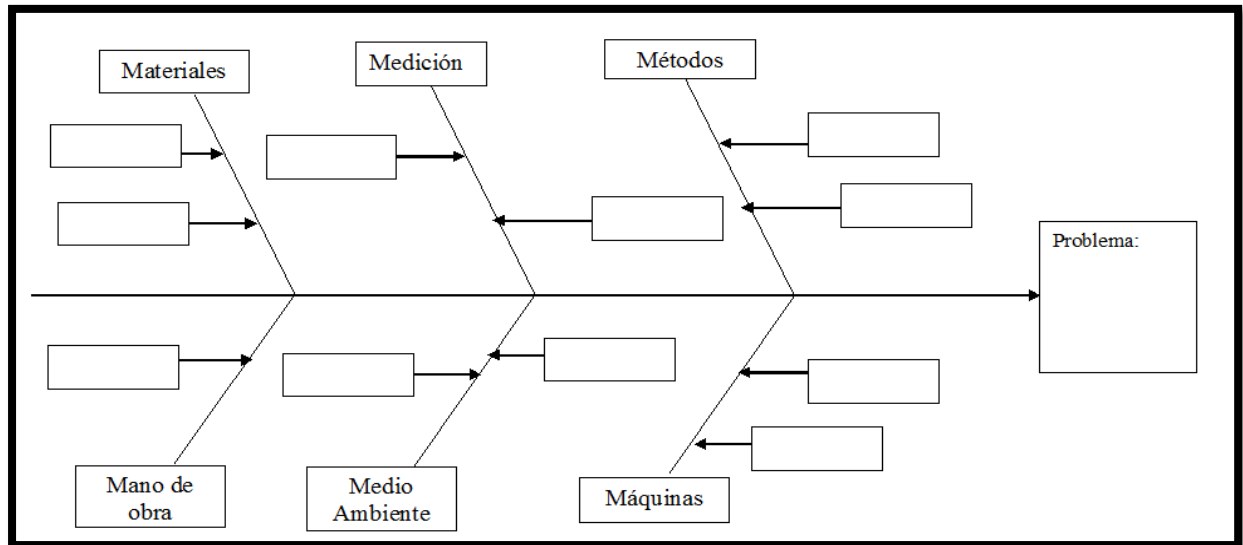 Materiales
Medición
Métodos
Problema:
Mano de
obra
Medio
Ambiente
Máquinas